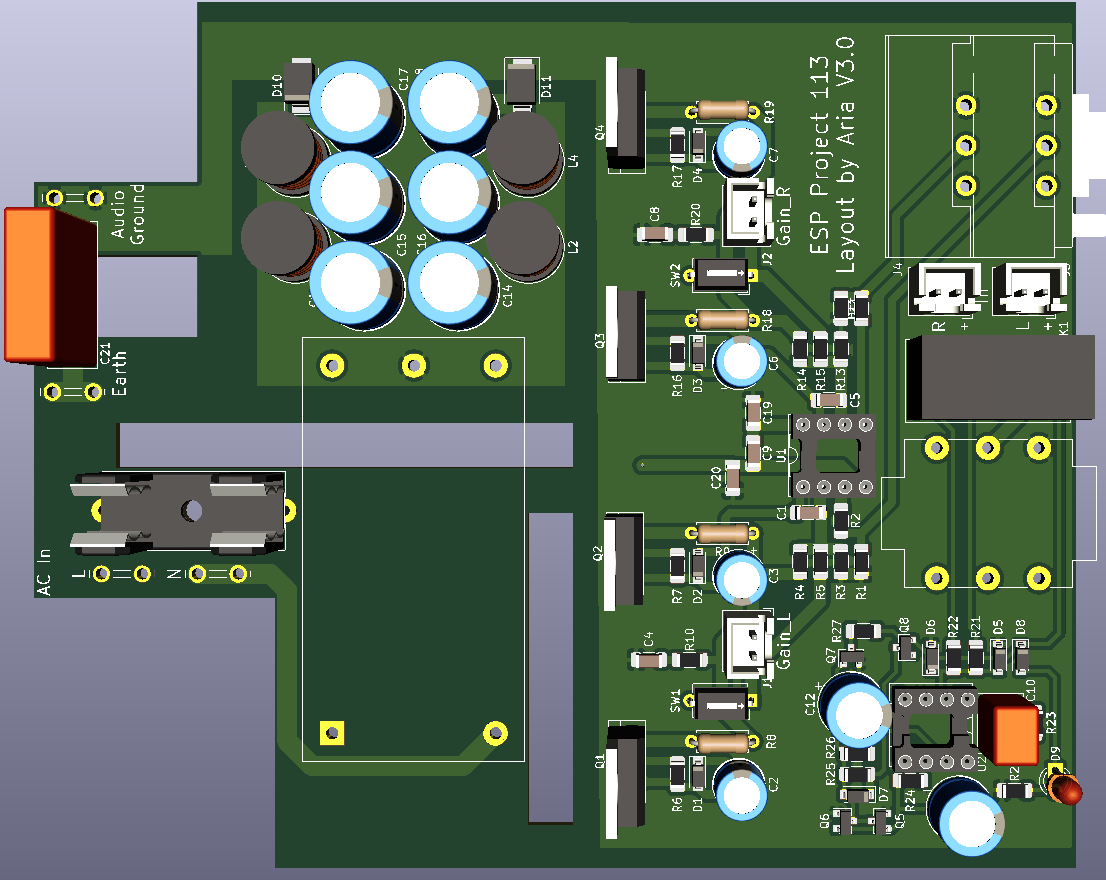 ESP Project 113
Layout by Aria V3.0
D10
C17
D11
L4
C15
C16
L2
C14
Audio
Ground
C21
Earth
AC In
L
N
Q4
R19
R17
D4
C7
C8
R20
Gain_R
J2
SW2
Q3
R18
R16
D3
C6
R14
R15
R13
C5
C19
C9
C20
U1
C1
R2
Q2
R9
R7
D2
C3
+
R4
R5
R3
R1
C4
R10
Gain_L
SW1
Q1
R8
R6
D1
C2
J4
R
+
L
+
K1
R27
Q7
Q8
D6
R22
R21
D5
D8
C12
+
C10
R23
R26
R25
D7
R24
Q6
Q5
D9